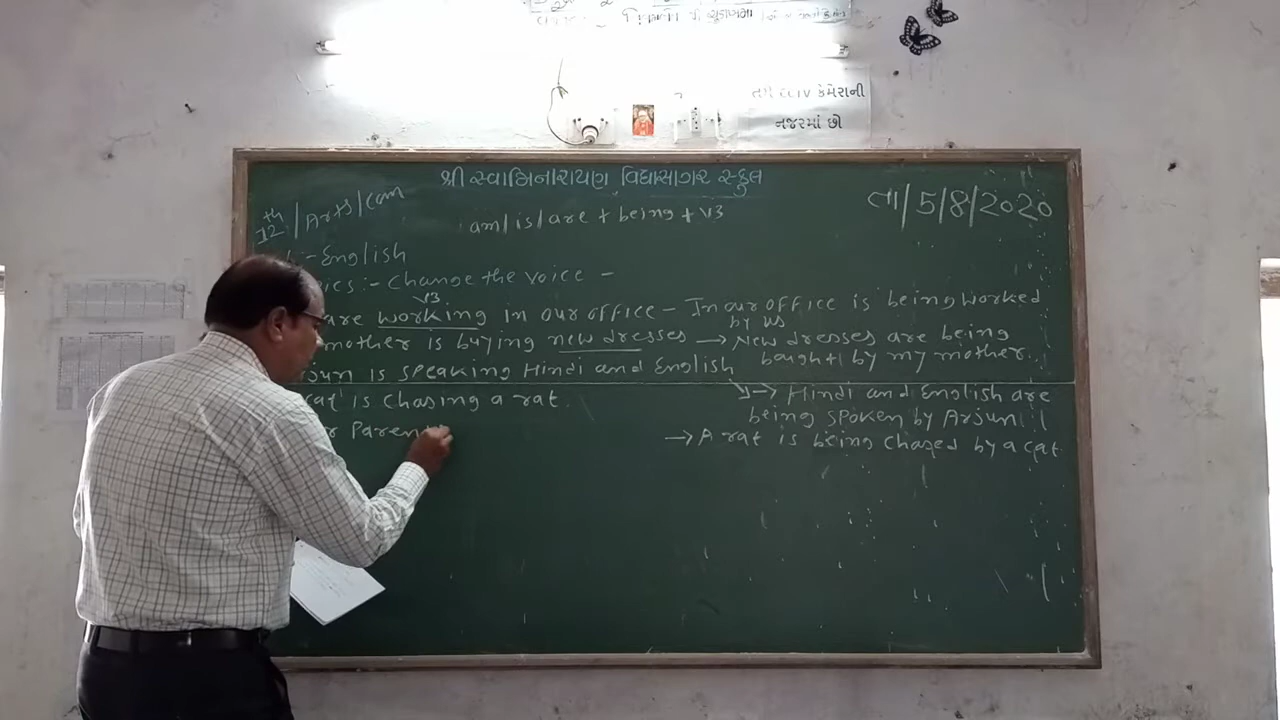 તમે CCTV કેમેરાની
નજરમાં છો
શ્રી સ્વામિનારાયણ વિદ્યાસાગર સ્કુલ
12th/Arts/com
am/is/are + being + V3
તા/5/8/2020
:-English
:- Change the voice -
V3
are working in our office - In our office is being worked
by us
mother is buying new dresses → New dresses are being
bought by my mother.
is speaking Hindi and English
→ Hindi and English are
being spoken by Arjun
cat is chasing a rat.
→ A rat is being chased by a cat
Paren